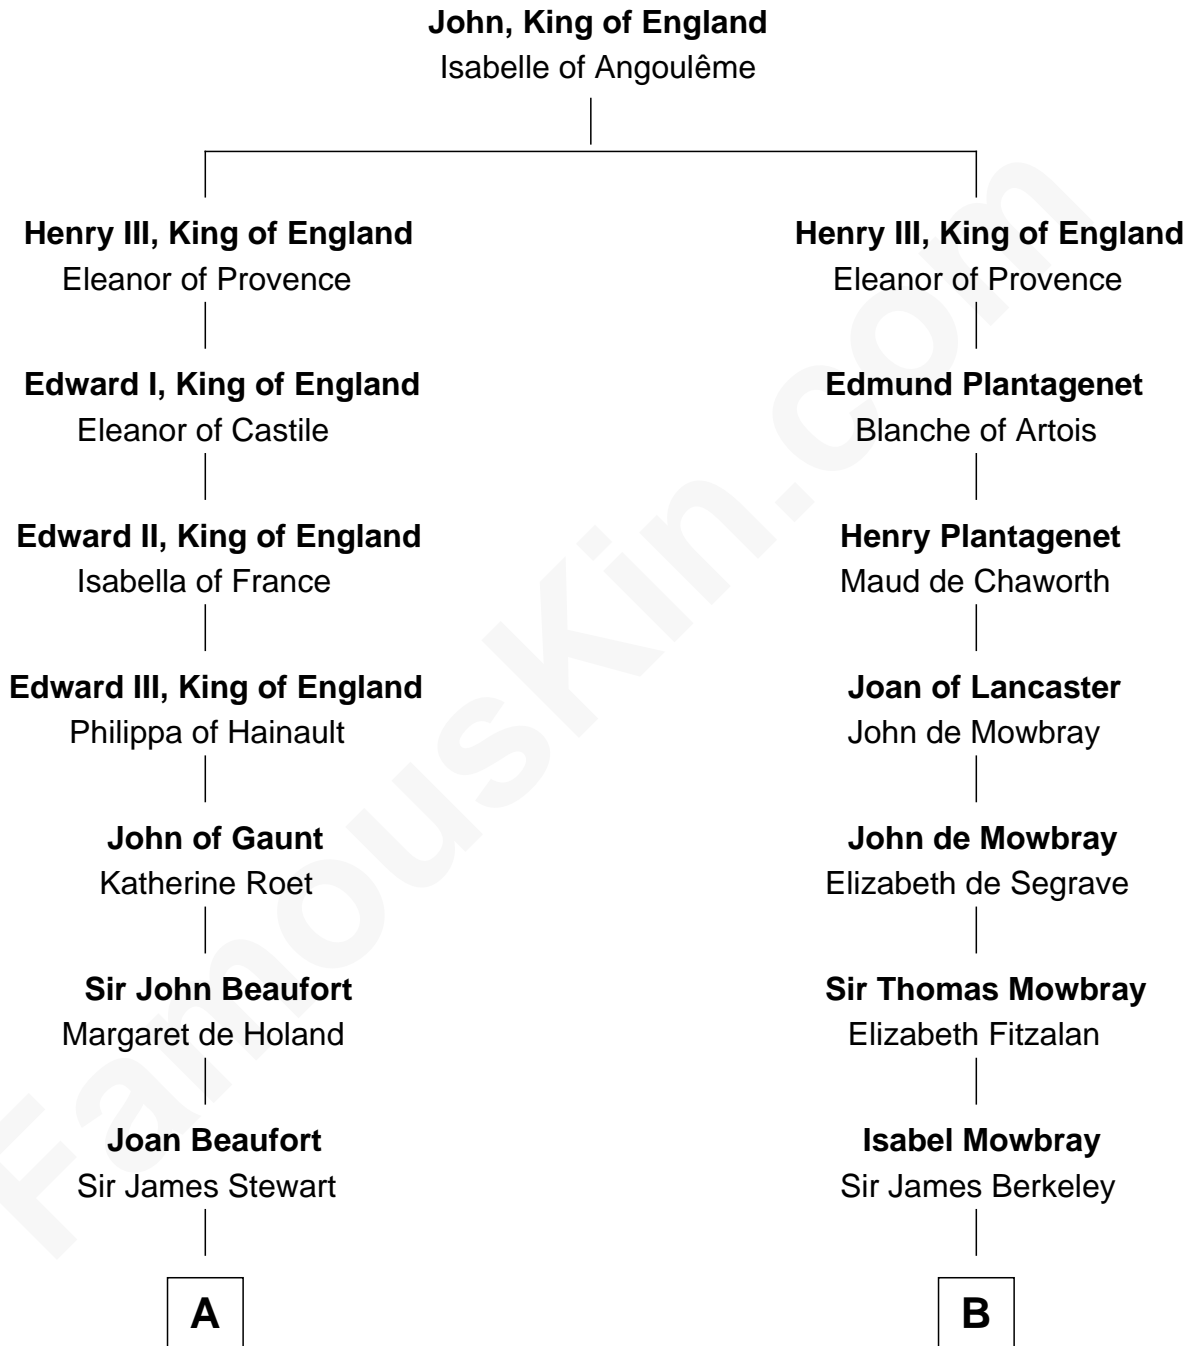 John, King of England
Isabelle of Angoulême
Henry III, King of England
Eleanor of Provence
Henry III, King of England
Eleanor of Provence
Edward I, King of England
Eleanor of Castile
Edmund Plantagenet
Blanche of Artois
Edward II, King of England
Isabella of France
Henry Plantagenet
Maud de Chaworth
Edward III, King of England
Philippa of Hainault
Joan of Lancaster
John de Mowbray
John of Gaunt
Katherine Roet
John de Mowbray
Elizabeth de Segrave
Sir John Beaufort
Margaret de Holand
Sir Thomas Mowbray
Elizabeth Fitzalan
Joan Beaufort
Sir James Stewart
Isabel Mowbray
Sir James Berkeley
A
B
FamousKin.com